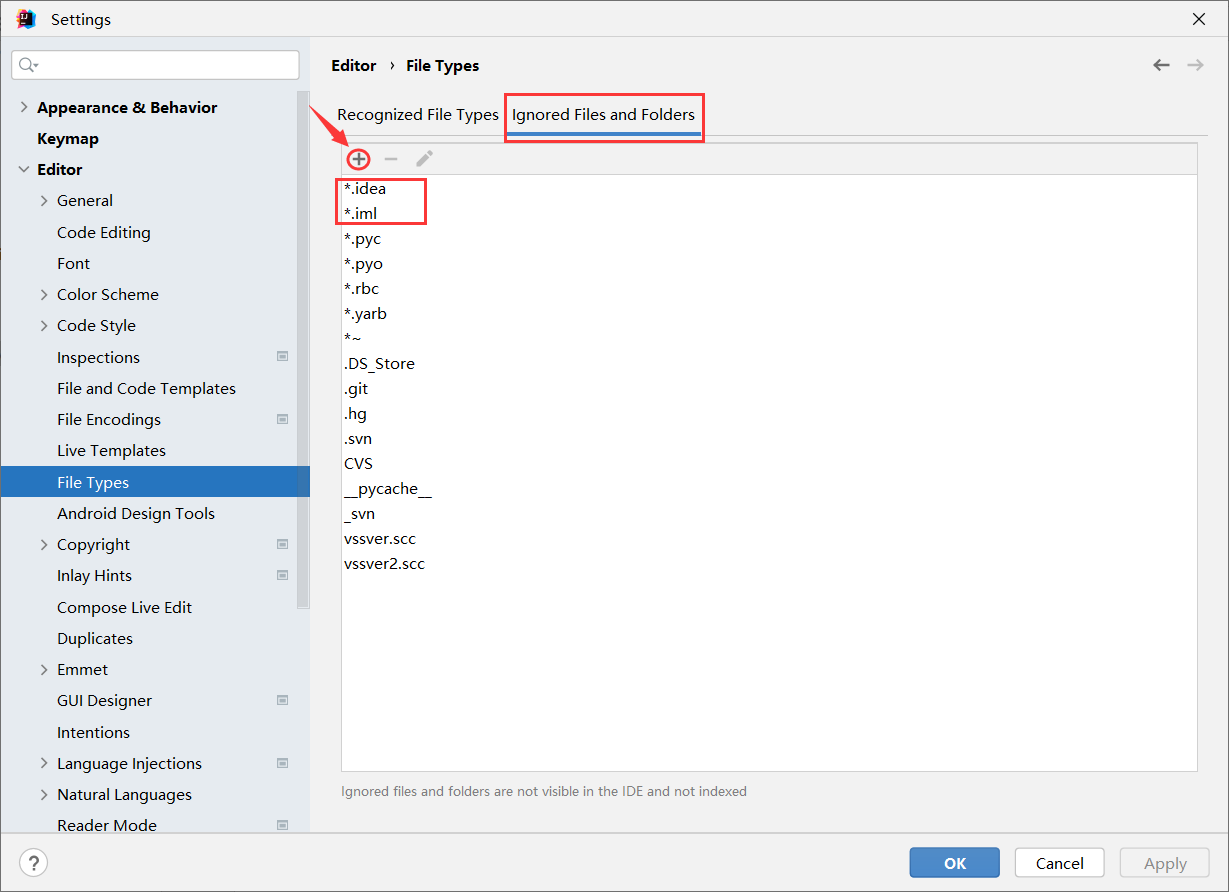 Settings
Appearance & Behavior
Keymap
Editor
General
Code Editing
Font
Color Scheme
Code Style
Inspections
File and Code Templates
File Encodings
Live Templates
File Types
Android Design Tools
Copyright
Inlay Hints
Compose Live Edit
Duplicates
Emmet
GUI Designer
Intentions
Language Injections
Natural Languages
Reader Mode
Editor › File Types
Recognized File Types
Ignored Files and Folders
*.idea
*.iml
*.pyc
*.pyo
*.rbc
*.yarb
*~
.DS_Store
.git
.hg
.svn
CVS
__pycache__
_svn
vssver.scc
vssver2.scc
Ignored files and folders are not visible in the IDE and not indexed
?
OK
Cancel
Apply